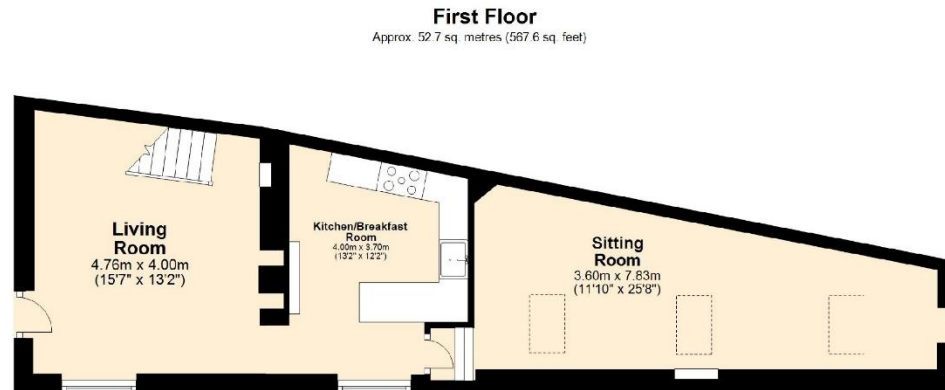 First Floor
Approx. 52.7 sq. metres (567.6 sq. feet)
Living
Room
4.76m x 4.00m
(15'7" x 13'2")
Kitchen/Breakfast
Room
4.00m x 3.70m
(13'2" x 12'2")
Sitting
Room
3.60m x 7.83m
(11'10" x 25'8")